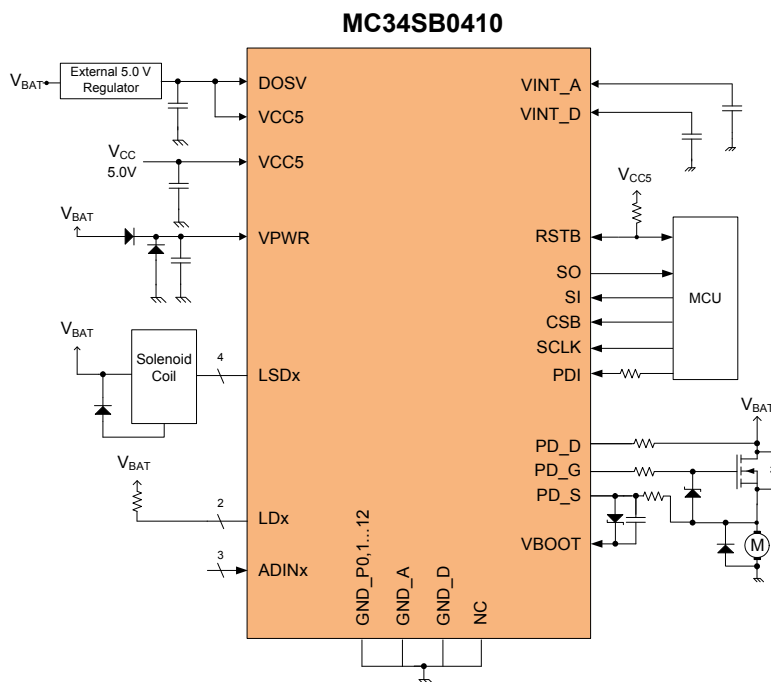 MC34SB0410
VBAT
External 5.0 V
Regulator
DOSV
VCC5
VCC
5.0V
VCC5
VBAT
VPWR
VBAT
Solenoid
Coil
4
LSDx
VBAT
2
LDx
3
ADINx
GND_P0,1...12
GND_A
GND_D
NC
VINT_A
VINT_D
VCC5
RSTB
SO
SI
CSB
SCLK
PDI
MCU
VBAT
PD_D
PD_G
PD_S
VBOOT
M